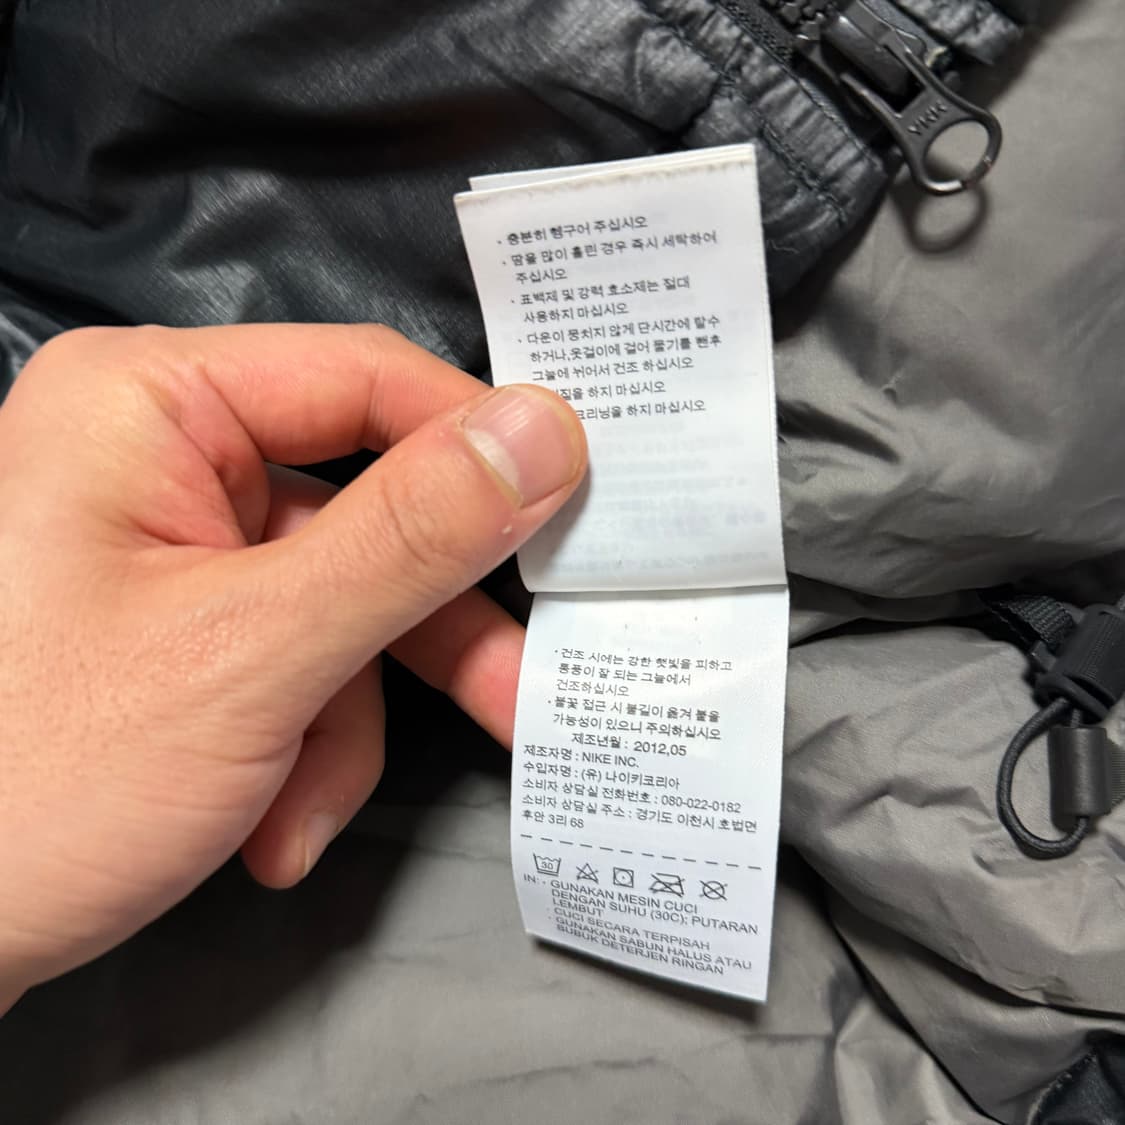 YKK
· 충분히 헹구어 주십시오
· 땀을 많이 흘린 경우 즉시 세탁하여
주십시오
· 표백제 및 강력 효소제는 절대
사용하지 마십시오
· 다운이 뭉치지 않게 단시간에 탈수
하거나,옷걸이에 걸어 물기를 뺀후
그늘에 뉘어서 건조 하십시오
질을 하지 마십시오
크리닝을 하지 마십시오
· 건조 시에는 강한 햇빛을 피하고
통풍이 잘 되는 그늘에서
건조하십시오
· 불꽃 접근 시 불길이 옮겨 붙을
가능성이 있으니 주의하십시오
제조년월 : 2012,05
제조자명 : NIKE INC.
수입자명 : (유) 나이키코리아
소비자 상담실 전화번호 : 080-022-0182
소비자 상담실 주소 : 경기도 이천시 호법면
후안 3리 68
30
IN: · GUNAKAN MESIN CUCI
DENGAN SUHU (30C); PUTARAN
LEMBUT
· CUCI SECARA TERPISAH
· GUNAKAN SABUN HALUS ATAU
BUBUK DETERJEN RINGAN